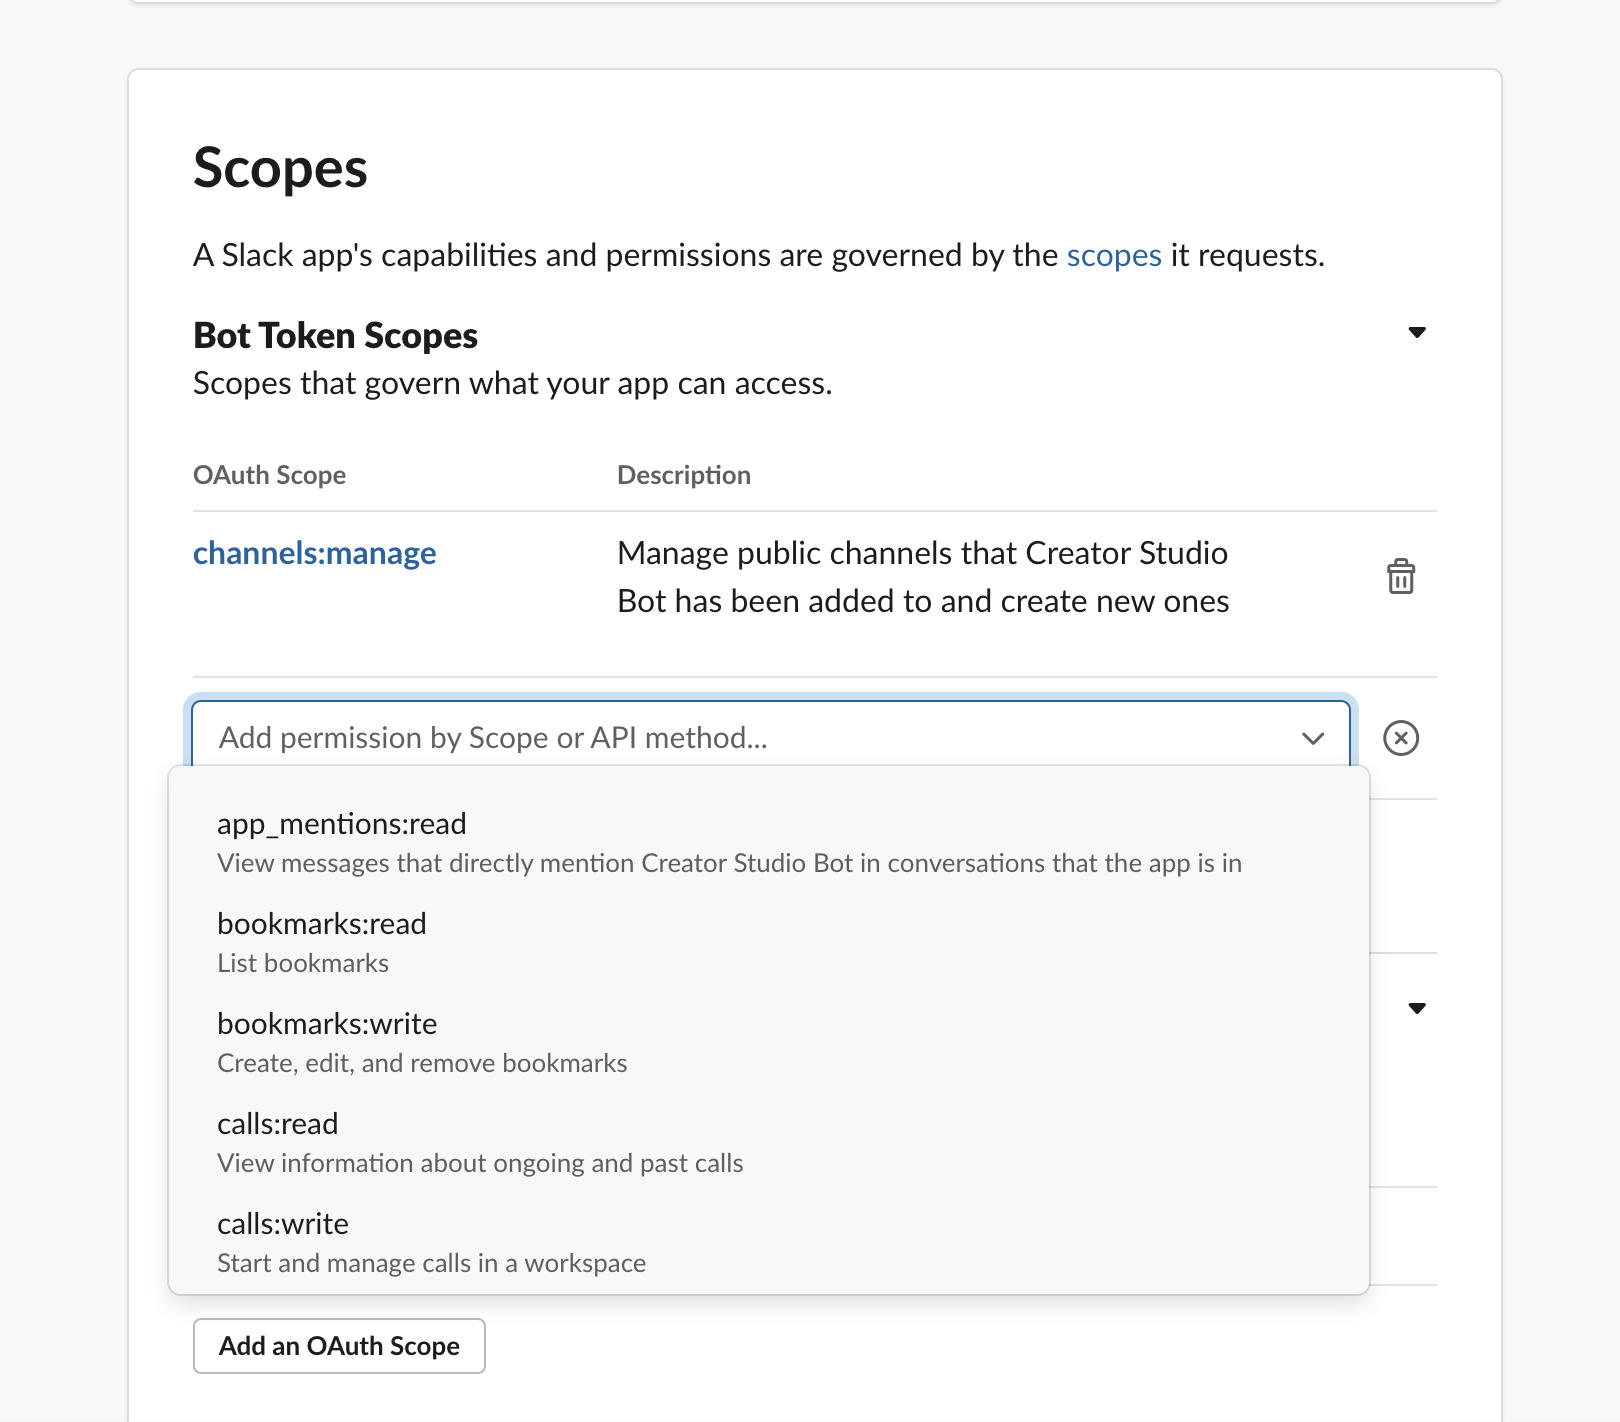 Scopes
A Slack app's capabilities and permissions are governed by the scopes it requests.
Bot Token Scopes
Scopes that govern what your app can access.
OAuth Scope Description
channels:manage Manage public channels that Creator Studio
Bot has been added to and create new ones
Add permission by Scope or API method...
app_mentions:read
View messages that directly mention Creator Studio Bot in conversations that the app is in
bookmarks:read
List bookmarks
bookmarks:write
Create, edit, and remove bookmarks
calls:read
View information about ongoing and past calls
calls:write
Start and manage calls in a workspace
Add an OAuth Scope